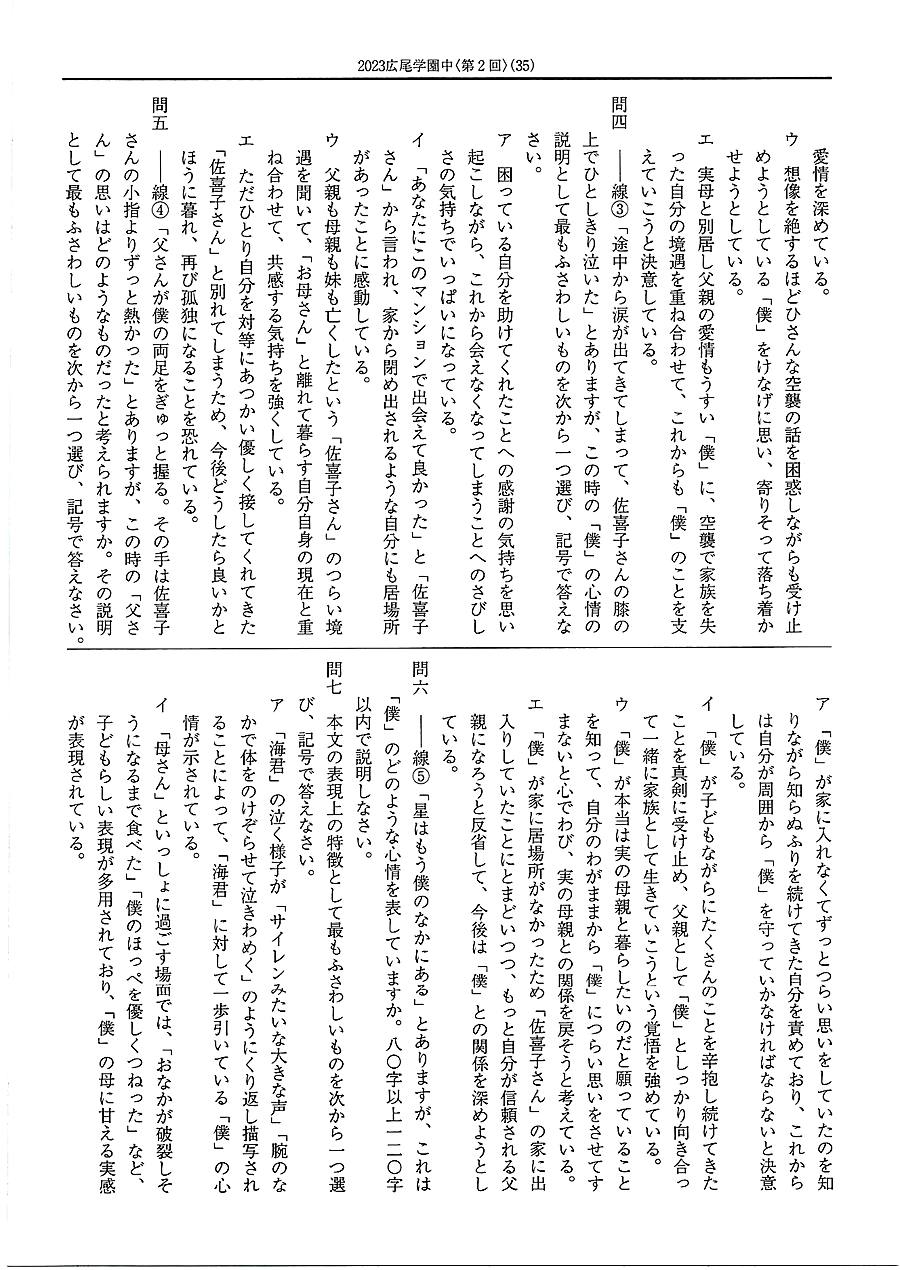 2023広尾学園中〈第2回〉(35)
愛情を深めている。
ウ　想像を絶するほどひさんな空襲の話を困惑しながらも受け止
めようとしている「僕」をけなげに思い、寄りそって落ち着か
せようとしている。
エ　実母と別居し父親の愛情もうすい「僕」に、空襲で家族を失
った自分の境遇を重ね合わせて、これからも「僕」のことを支
えていこうと決意している。
問四　──線③「途中から涙が出てきてしまって、佐喜子さんの膝の
上でひとしきり泣いた」とありますが、この時の「僕」の心情の
説明として最もふさわしいものを次から一つ選び、記号で答えな
さい。
ア　困っている自分を助けてくれたことへの感謝の気持ちを思い
起こしながら、これから会えなくなってしまうことへのさびし
さの気持ちでいっぱいになっている。
イ　「あなたにこのマンションで出会えて良かった」と「佐喜子
さん」から言われ、家から閉め出されるような自分にも居場所
があったことに感動している。
ウ　父親も母親も妹も亡くしたという「佐喜子さん」のつらい境
遇を聞いて、「お母さん」と離れて暮らす自分自身の現在と重
ね合わせて、共感する気持ちを強くしている。
エ　ただひとり自分を対等にあつかい優しく接してくれてきた
「佐喜子さん」と別れてしまうため、今後どうしたら良いかと
ほうに暮れ、再び孤独になることを恐れている。
問五　──線④「父さんが僕の両足をぎゅっと握る。その手は佐喜子
さんの小指よりずっと熱かった」とありますが、この時の「父さ
ん」の思いはどのようなものだったと考えられますか。その説明
として最もふさわしいものを次から一つ選び、記号で答えなさい。
ア　「僕」が家に入れなくてずっとつらい思いをしていたのを知
りながら知らぬふりを続けてきた自分を責めており、これから
は自分が周囲から「僕」を守っていかなければならないと決意
している。
イ　「僕」が子どもながらにたくさんのことを辛抱し続けてきた
ことを真剣に受け止め、父親として「僕」としっかり向き合っ
て一緒に家族として生きていこうという覚悟を強めている。
ウ　「僕」が本当は実の母親と暮らしたいのだと願っていること
を知って、自分のわがままから「僕」につらい思いをさせてす
まないと心でわび、実の母親との関係を戻そうと考えている。
エ　「僕」が家に居場所がなかったため「佐喜子さん」の家に出
入りしていたことにとまどいつつ、もっと自分が信頼される父
親になろうと反省して、今後は「僕」との関係を深めようとし
ている。
問六　──線⑤「星はもう僕のなかにある」とありますが、これは
「僕」のどのような心情を表していますか。八〇字以上一二〇字
以内で説明しなさい。
問七　本文の表現上の特徴として最もふさわしいものを次から一つ選
び、記号で答えなさい。
ア　「海君」の泣く様子が「サイレンみたいな大きな声」「腕のな
かで体をのけぞらせて泣きわめく」のようにくり返し描写され
ることによって、「海君」に対して一歩引いている「僕」の心
情が示されている。
イ　「母さん」といっしょに過ごす場面では、「おなかが破裂しそ
うになるまで食べた」「僕のほっぺを優しくつねった」など、
子どもらしい表現が多用されており、「僕」の母に甘える実感
が表現されている。